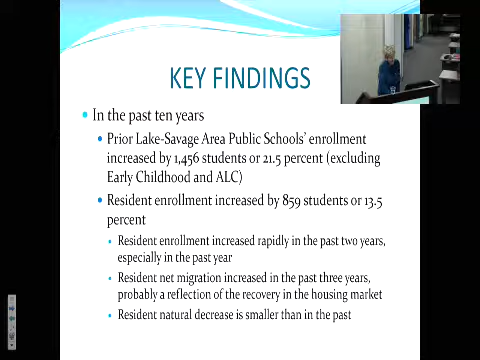 KEY FINDINGS
In the past ten years
Prior Lake-Savage Area Public Schools' enrollment
increased by 1,456 students or 21.5 percent (excluding
Early Childhood and ALC)
Resident enrollment increased by 859 students or 13.5
percent
Resident enrollment increased rapidly in the past two years,
especially in the past year
Resident net migration increased in the past three years,
probably a reflection of the recovery in the housing market
Resident natural decrease is smaller than in the past